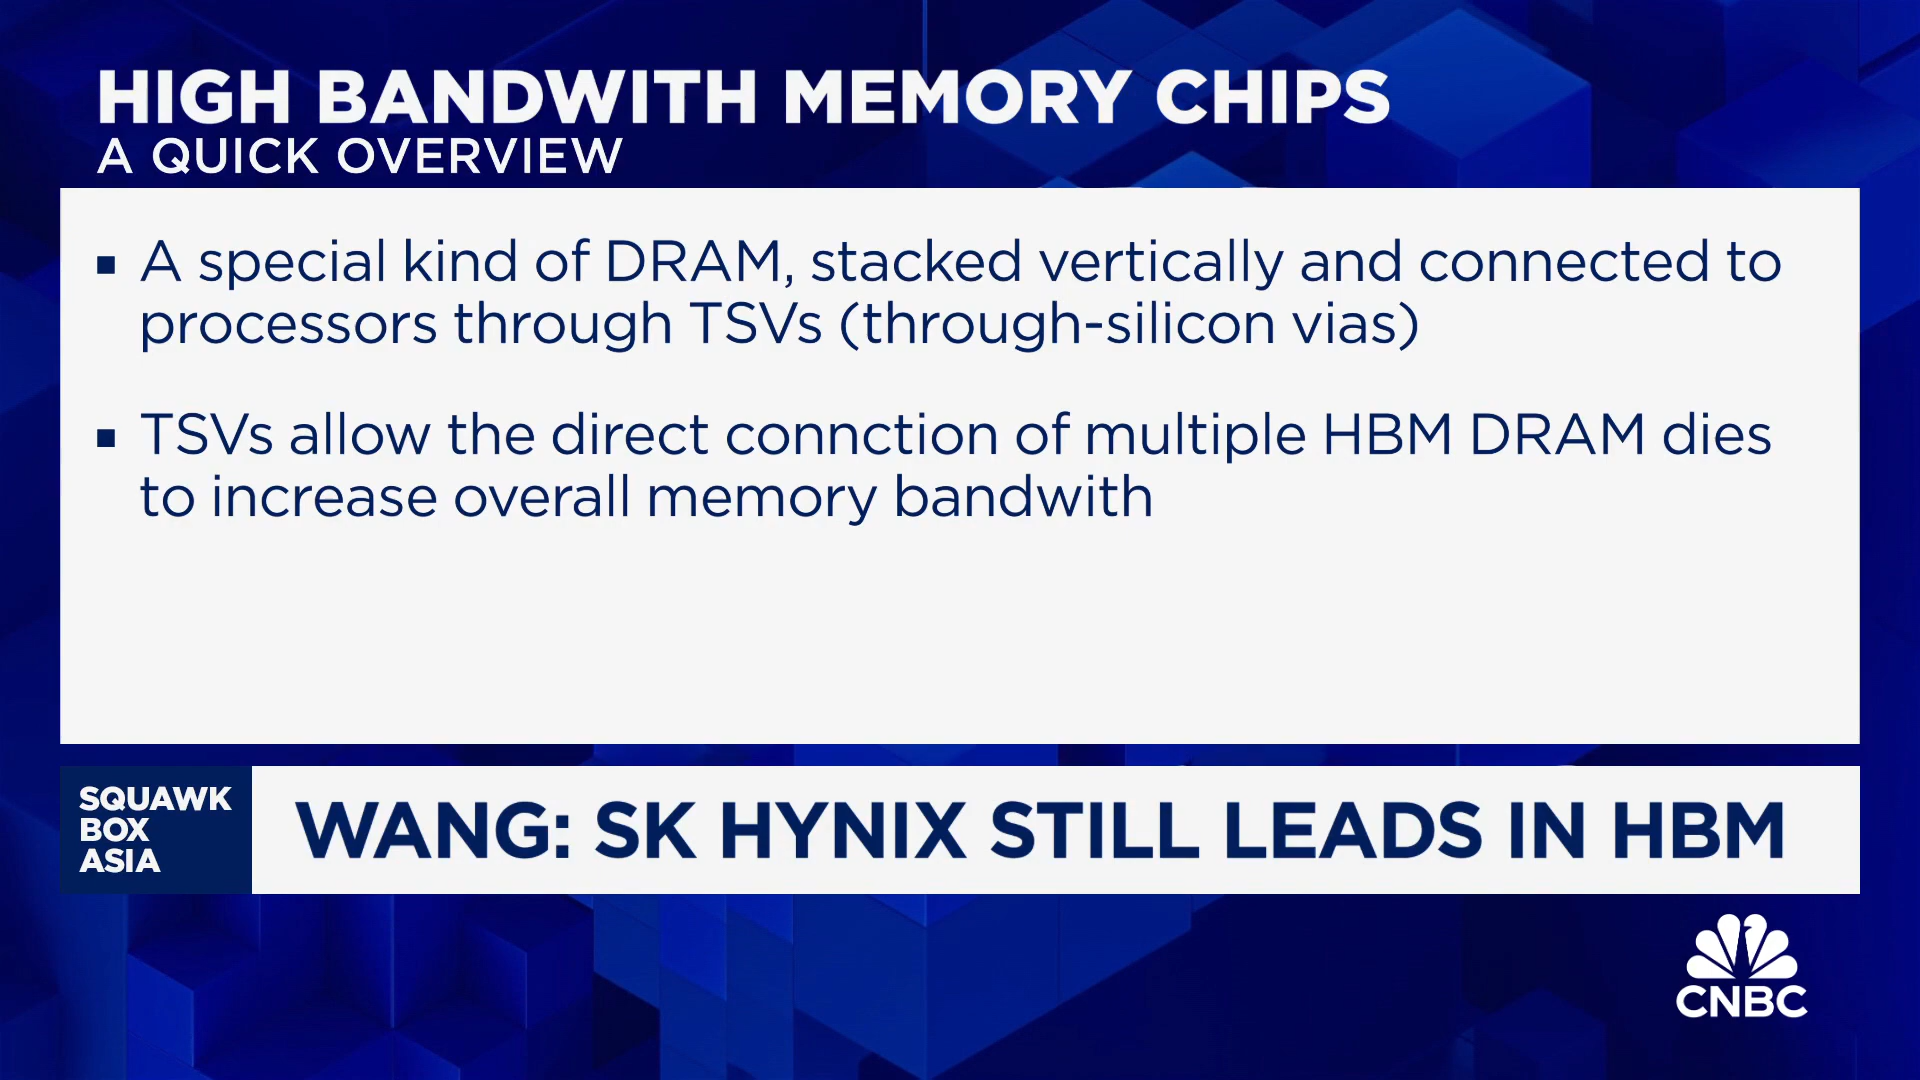 HIGH BANDWITH MEMORY CHIPS
A QUICK OVERVIEW
▪ A special kind of DRAM, stacked vertically and connected to
processors through TSVs (through-silicon vias)
▪ TSVs allow the direct connction of multiple HBM DRAM dies
to increase overall memory bandwith
SQUAWK
BOX
ASIA
WANG: SK HYNIX STILL LEADS IN HBM
CNBC